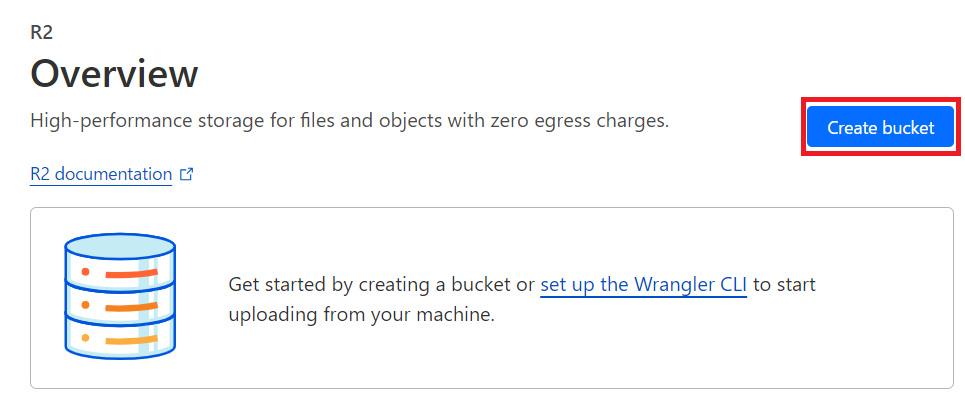 R2
Overview
High-performance storage for files and objects with zero egress charges.
Create bucket
R2 documentation
Get started by creating a bucket or set up the Wrangler CLI to start
uploading from your machine.